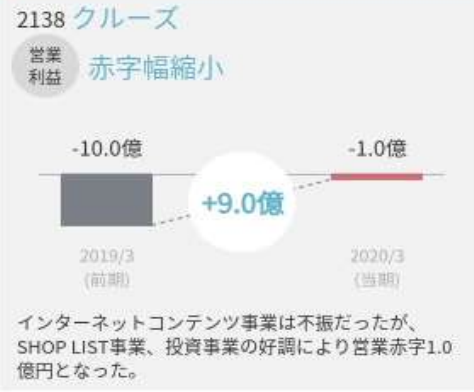 2138 クルーズ
営業
利益
赤字幅縮小
-10.0億
-1.0億
+9.0億
2019/3
(前期)
2020/3
(当期)
インターネットコンテンツ事業は不振だったが、
SHOP LIST事業、投資事業の好調により営業赤字1.0
億円となった。